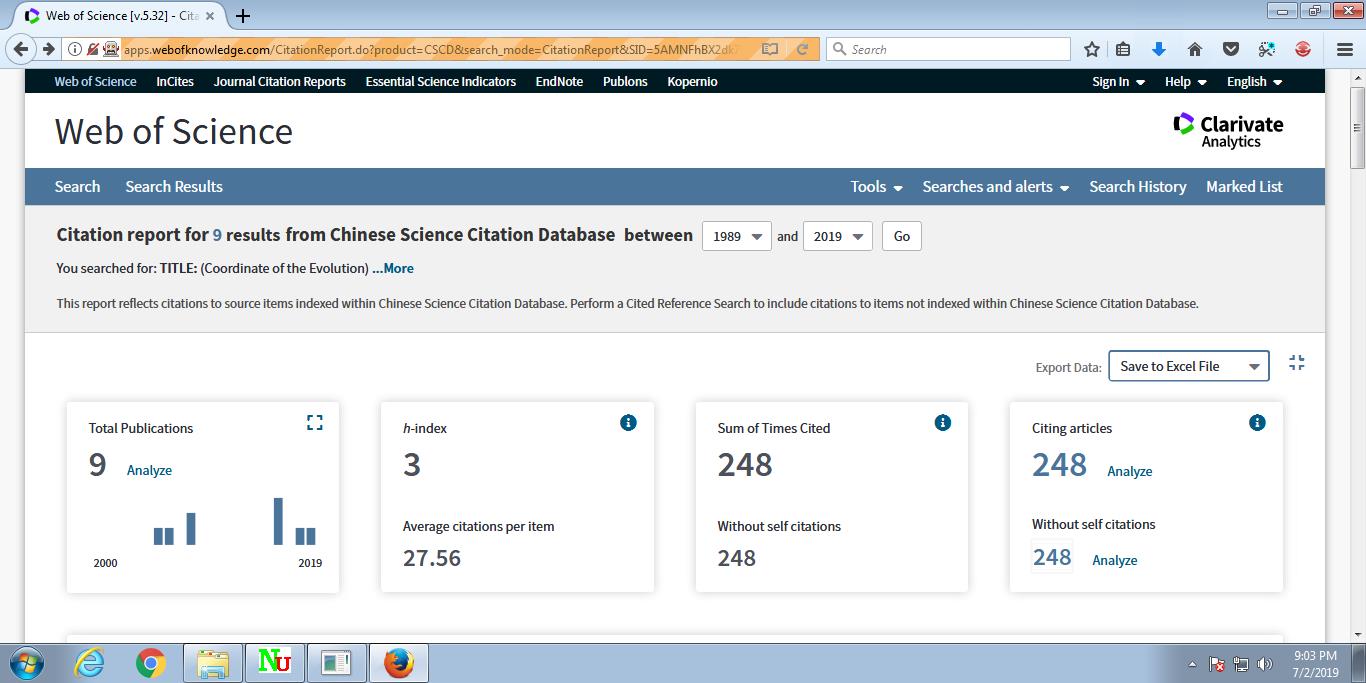 Web of Science [v.5.32] - Cita
apps.webofknowledge.com/CitationReport.do?product=CSCD&search_mode=CitationReport&SID=5AMNFhBX2dk7
Search
Web of Science InCites Journal Citation Reports Essential Science Indicators EndNote Publons Kopernio Sign In Help English
Web of Science
Clarivate
Analytics
Search Search Results Tools Searches and alerts Search History Marked List
Citation report for 9 results from Chinese Science Citation Database between 1989 and 2019 Go
You searched for: TITLE: (Coordinate of the Evolution) ...More
This report reflects citations to source items indexed within Chinese Science Citation Database. Perform a Cited Reference Search to include citations to items not indexed within Chinese Science Citation Database.
Export Data: Save to Excel File
Total Publications
9 Analyze
2000 2019
h-index
3
Average citations per item
27.56
Sum of Times Cited
248
Without self citations
248
Citing articles
248 Analyze
Without self citations
248 Analyze
NU
9:03 PM
7/2/2019